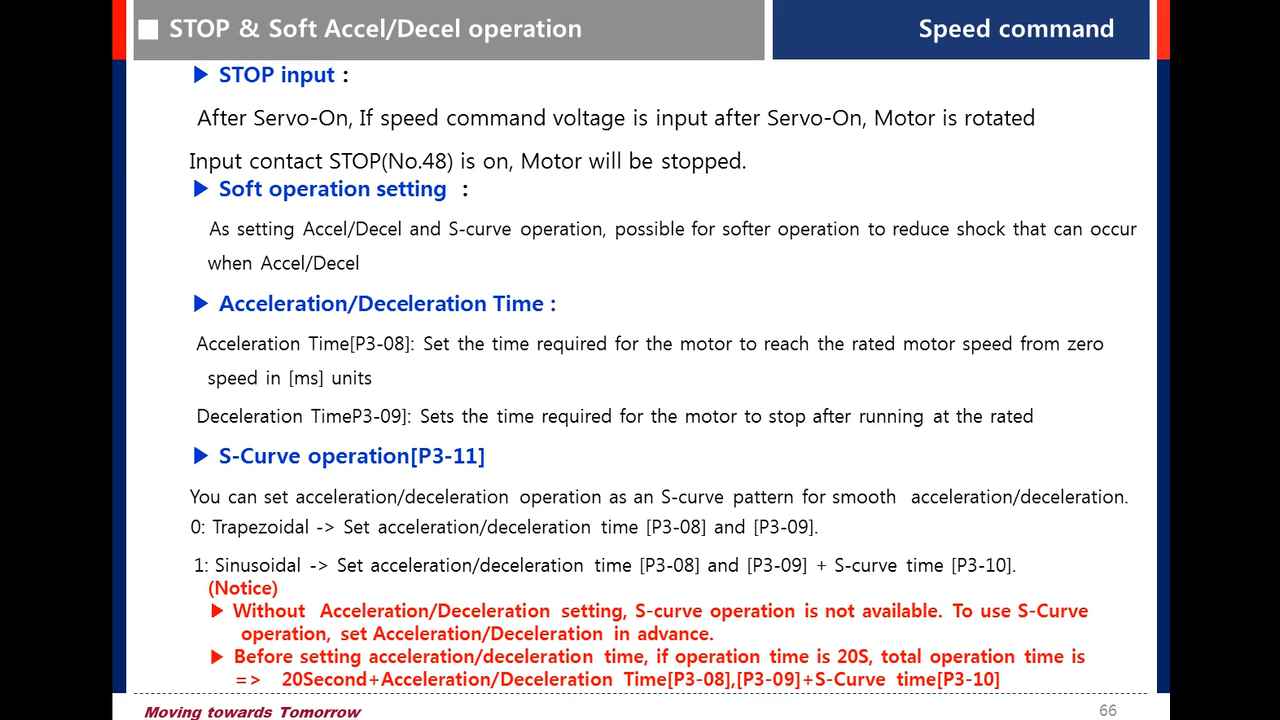 STOP & Soft Accel/Decel operation
Speed command
STOP input :
After Servo-On, If speed command voltage is input after Servo-On, Motor is rotated
Input contact STOP(No.48) is on, Motor will be stopped.
Soft operation setting :
As setting Accel/Decel and S-curve operation, possible for softer operation to reduce shock that can occur
when Accel/Decel
Acceleration/Deceleration Time :
Acceleration Time[P3-08]: Set the time required for the motor to reach the rated motor speed from zero
speed in [ms] units
Deceleration TimeP3-09]: Sets the time required for the motor to stop after running at the rated
S-Curve operation[P3-11]
You can set acceleration/deceleration operation as an S-curve pattern for smooth acceleration/deceleration.
0: Trapezoidal -> Set acceleration/deceleration time [P3-08] and [P3-09].
1: Sinusoidal -> Set acceleration/deceleration time [P3-08] and [P3-09] + S-curve time [P3-10].
(Notice)
Without Acceleration/Deceleration setting, S-curve operation is not available. To use S-Curve
operation, set Acceleration/Deceleration in advance.
Before setting acceleration/deceleration time, if operation time is 20S, total operation time is
=> 20Second+Acceleration/Deceleration Time[P3-08],[P3-09]+S-Curve time[P3-10]
Moving towards Tomorrow
66